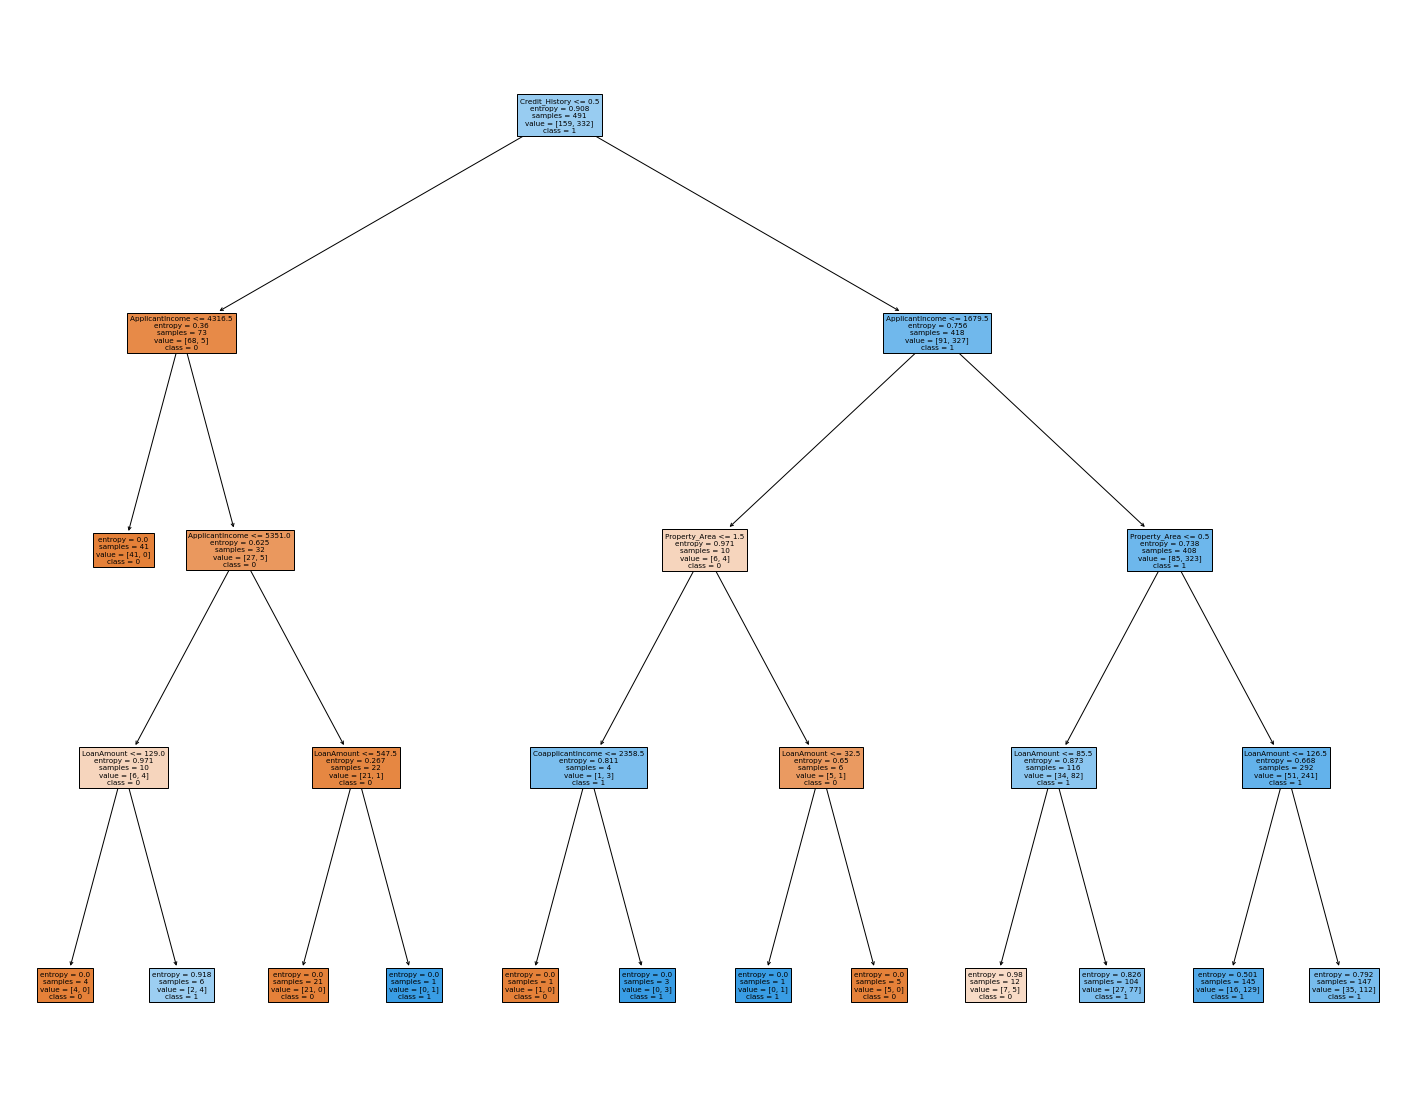 Credit_History <= 0.5
entropy = 0.908
samples = 491
value = [159, 332]
class = 1
ApplicantIncome <= 4316.5
entropy = 0.36
samples = 73
value = [68, 5]
class = 0
ApplicantIncome <= 1679.5
entropy = 0.756
samples = 418
value = [91, 327]
class = 1
entropy = 0.0
samples = 41
value = [41, 0]
class = 0
ApplicantIncome <= 5351.0
entropy = 0.625
samples = 32
value = [27, 5]
class = 0
Property_Area <= 1.5
entropy = 0.971
samples = 10
value = [6, 4]
class = 0
Property_Area <= 0.5
entropy = 0.738
samples = 408
value = [85, 323]
class = 1
LoanAmount <= 129.0
entropy = 0.971
samples = 10
value = [6, 4]
class = 0
LoanAmount <= 547.5
entropy = 0.267
samples = 22
value = [21, 1]
class = 0
CoapplicantIncome <= 2358.5
entropy = 0.811
samples = 4
value = [1, 3]
class = 1
LoanAmount <= 32.5
entropy = 0.65
samples = 6
value = [5, 1]
class = 0
LoanAmount <= 85.5
entropy = 0.873
samples = 116
value = [34, 82]
class = 1
LoanAmount <= 126.5
entropy = 0.668
samples = 292
value = [51, 241]
class = 1
entropy = 0.0
samples = 4
value = [4, 0]
class = 0
entropy = 0.918
samples = 6
value = [2, 4]
class = 1
entropy = 0.0
samples = 21
value = [21, 0]
class = 0
entropy = 0.0
samples = 1
value = [0, 1]
class = 1
entropy = 0.0
samples = 1
value = [1, 0]
class = 0
entropy = 0.0
samples = 3
value = [0, 3]
class = 1
entropy = 0.0
samples = 1
value = [0, 1]
class = 1
entropy = 0.0
samples = 5
value = [5, 0]
class = 0
entropy = 0.98
samples = 12
value = [7, 5]
class = 0
entropy = 0.826
samples = 104
value = [27, 77]
class = 1
entropy = 0.501
samples = 145
value = [16, 129]
class = 1
entropy = 0.792
samples = 147
value = [35, 112]
class = 1